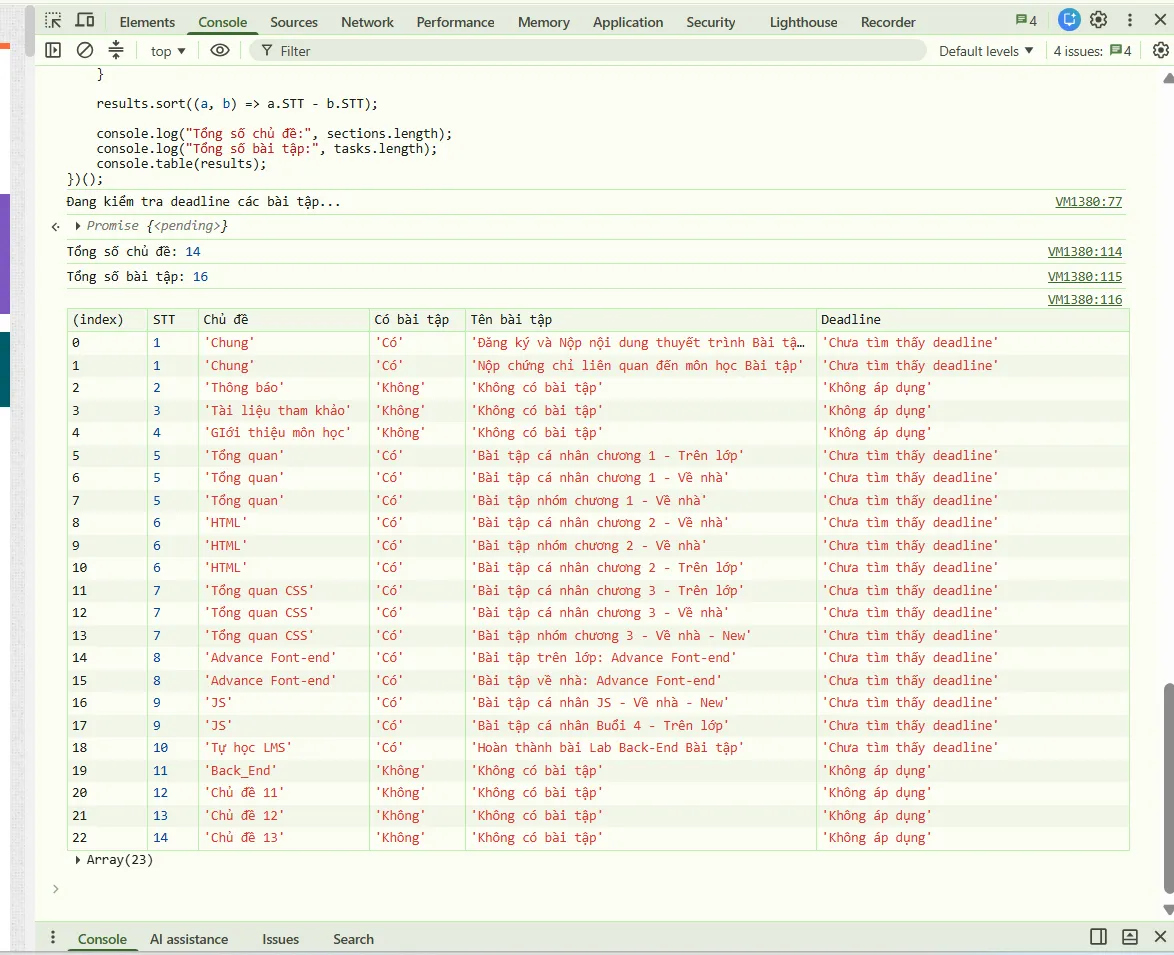 Elements Console Sources Network Performance Memory Application Security Lighthouse Recorder 4
top Filter Default levels 4 issues: 4
}
results.sort((a, b) => a.STT - b.STT);
console.log("Tổng số chủ đề:", sections.length);
console.log("Tổng số bài tập:", tasks.length);
console.table(results);
})();
Đang kiểm tra deadline các bài tập... VM1380:77
Promise {<pending>}
Tổng số chủ đề: 14 VM1380:114
Tổng số bài tập: 16 VM1380:115
VM1380:116
(index) STT Chủ đề Có bài tập Tên bài tập Deadline
0 1 'Chung' 'Có' 'Đăng ký và Nộp nội dung thuyết trình Bài tậ… 'Chưa tìm thấy deadline'
1 1 'Chung' 'Có' 'Nộp chứng chỉ liên quan đến môn học Bài tập' 'Chưa tìm thấy deadline'
2 2 'Thông báo' 'Không' 'Không có bài tập' 'Không áp dụng'
3 3 'Tài liệu tham khảo' 'Không' 'Không có bài tập' 'Không áp dụng'
4 4 'GIới thiệu môn học' 'Không' 'Không có bài tập' 'Không áp dụng'
5 5 'Tổng quan' 'Có' 'Bài tập cá nhân chương 1 - Trên lớp' 'Chưa tìm thấy deadline'
6 5 'Tổng quan' 'Có' 'Bài tập cá nhân chương 1 - Về nhà' 'Chưa tìm thấy deadline'
7 5 'Tổng quan' 'Có' 'Bài tập nhóm chương 1 - Về nhà' 'Chưa tìm thấy deadline'
8 6 'HTML' 'Có' 'Bài tập cá nhân chương 2 - Về nhà' 'Chưa tìm thấy deadline'
9 6 'HTML' 'Có' 'Bài tập nhóm chương 2 - Về nhà' 'Chưa tìm thấy deadline'
10 6 'HTML' 'Có' 'Bài tập cá nhân chương 2 - Trên lớp' 'Chưa tìm thấy deadline'
11 7 'Tổng quan CSS' 'Có' 'Bài tập cá nhân chương 3 - Trên lớp' 'Chưa tìm thấy deadline'
12 7 'Tổng quan CSS' 'Có' 'Bài tập cá nhân chương 3 - Về nhà' 'Chưa tìm thấy deadline'
13 7 'Tổng quan CSS' 'Có' 'Bài tập nhóm chương 3 - Về nhà - New' 'Chưa tìm thấy deadline'
14 8 'Advance Font-end' 'Có' 'Bài tập trên lớp: Advance Font-end' 'Chưa tìm thấy deadline'
15 8 'Advance Font-end' 'Có' 'Bài tập về nhà: Advance Font-end' 'Chưa tìm thấy deadline'
16 9 'JS' 'Có' 'Bài tập cá nhân JS - Về nhà - New' 'Chưa tìm thấy deadline'
17 9 'JS' 'Có' 'Bài tập cá nhân Buổi 4 - Trên lớp' 'Chưa tìm thấy deadline'
18 10 'Tự học LMS' 'Có' 'Hoàn thành bài Lab Back-End Bài tập' 'Chưa tìm thấy deadline'
19 11 'Back_End' 'Không' 'Không có bài tập' 'Không áp dụng'
20 12 'Chủ đề 11' 'Không' 'Không có bài tập' 'Không áp dụng'
21 13 'Chủ đề 12' 'Không' 'Không có bài tập' 'Không áp dụng'
22 14 'Chủ đề 13' 'Không' 'Không có bài tập' 'Không áp dụng'
Array(23)
Console AI assistance Issues Search